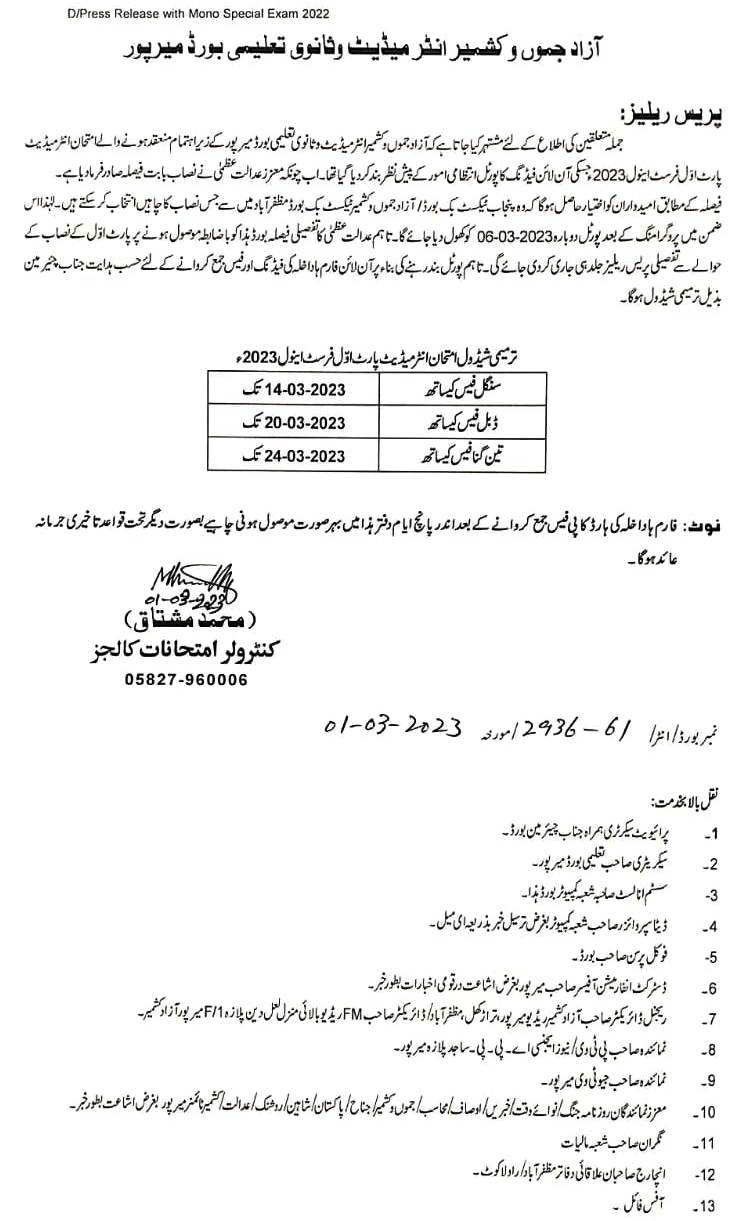 D/Press Release with Mono Special Exam 2022
آزاد جموں و کشمیر انٹر میڈیٹ وثانوی تعلیمی بورڈ میرپور
پریس ریلیز:
جملہ متعلقین کی اطلاع کے لئے مشتہر کیا جاتا ہے کہ آزاد جموں و کشمیر انٹرمیڈیٹ و ثانوی تعلیمی بورڈ میرپور کے زیر اہتمام منعقد ہونے والے امتحان انٹرمیڈیٹ
پارٹ اوّل فرسٹ اینول 2023 جسکی آن لائن فیڈنگ کا پورٹل انتظامی امور کے پیش نظر بند کر دیا گیا تھا۔ اب چونکہ معزز عدالت عظمیٰ نے نصاب بابت فیصلہ صادر فرما دیا ہے۔
فیصلہ کے مطابق امیدواران کو اختیار حاصل ہوگا کہ وہ پنجاب ٹیکسٹ بک بورڈ/ آزاد جموں و کشمیر ٹیکسٹ بک بورڈ مظفرآباد میں سے جس نصاب کا چاہیں انتخاب کر سکتے ہیں۔ لہٰذا اس
ضمن میں پروگرامنگ کے بعد پورٹل دوبارہ 2023-03-06 کو کھول دیا جائے گا۔ تاہم عدالت عظمیٰ کا تفصیلی فیصلہ بورڈ ہذا کو باضابطہ موصول ہونے پر پارٹ اوّل کے نصاب کے
حوالے سے تفصیلی پریس ریلیز جلد ہی جاری کر دی جائے گی۔ تاہم پورٹل بند رہنے کی بناء پر آن لائن فارم ہا داخلہ کی فیڈنگ اور فیس جمع کروانے کے لئے حسب ہدایت جناب چیئرمین
بذیل ترمیمی شیڈول ہوگا۔
ترمیمی شیڈول امتحان انٹرمیڈیٹ پارٹ اوّل فرسٹ اینول 2023ء
سنگل فیس کیساتھ 14-03-2023 تک
ڈبل فیس کیساتھ 20-03-2023 تک
تین گنا فیس کیساتھ 24-03-2023 تک
نوٹ: فارم ہا داخلہ کی ہارڈ کاپی فیس جمع کروانے کے بعد اندر پانچ ایام دفتر ہذا میں بہر صورت موصول ہونی چاہیے بصورت دیگر تحت قواعد تاخیری جرمانہ
عائد ہوگا۔
01-03-2023
(محمد مشتاق)
کنٹرولر امتحانات کالجز
05827-960006
نمبر بورڈ/انٹر/ 2936-61 /مورخہ 01-03-2023
نقل بالا بخدمت:
1- پرائیویٹ سیکرٹری ہمراہ جناب چیئرمین بورڈ۔
2- سیکریٹری صاحب تعلیمی بورڈ میرپور۔
3- سسٹم انالسٹ صاحب شعبہ کمپیوٹر بورڈ ہذا۔
4- ڈیٹا سپروائزر صاحب شعبہ کمپیوٹر بغرض ترسیل خبر بذریعہ ای میل۔
5- فوکل پرسن صاحب بورڈ۔
6- ڈسٹرکٹ انفارمیشن آفیسر صاحب میرپور بغرض اشاعت در قومی اخبارات بطور خبر۔
7- ریجنل ڈائریکٹر صاحب آزاد کشمیر ریڈیو میرپور، تراڑکھل، مظفرآباد/ ڈائریکٹر صاحب FM ریڈیو بالائی منزل لعل دین پلازہ F/1 میرپور آزاد کشمیر۔
8- نمائندہ صاحب پی ٹی وی/ نیوز ایجنسی اے۔ پی۔ پی۔ ساجد پلازہ میرپور۔
9- نمائندہ صاحب جیو ٹی وی میرپور۔
10- معزز نمائندگان روزنامہ جنگ/ نوائے وقت/ خبریں/ اوصاف/ محاسب/ جموں و کشمیر/ جناح/ پاکستان/ شاہین/ روشنک/ عدالت/ کشمیر ٹائمز میرپور بغرض اشاعت بطور خبر۔
11- نگران صاحب شعبہ مالیات
12- انچارج صاحبان علاقائی دفاتر مظفرآباد/ راولاکوٹ۔
13- آفس فائل۔